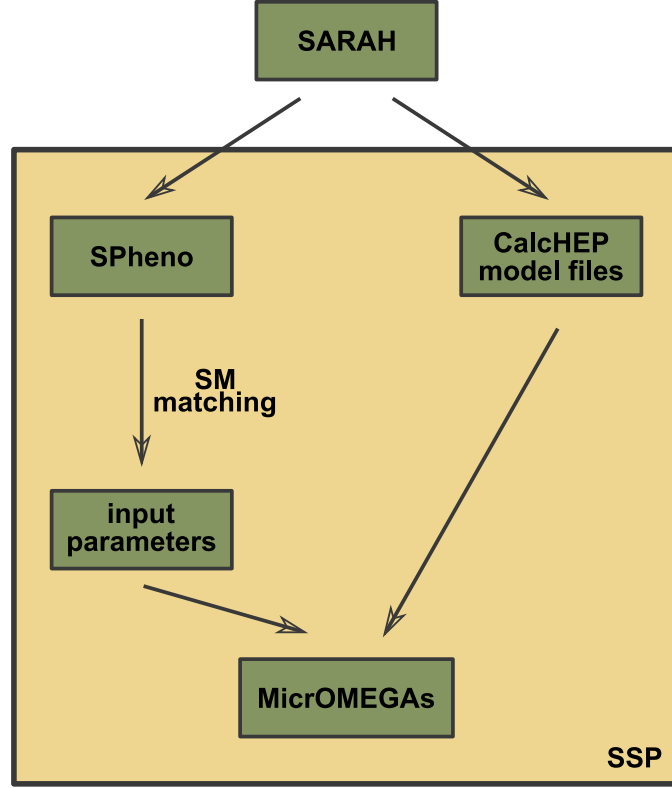 SARAH
SPheno
CalcHEP
model files
SM
matching
input
parameters
MicrOMEGAs
SSP